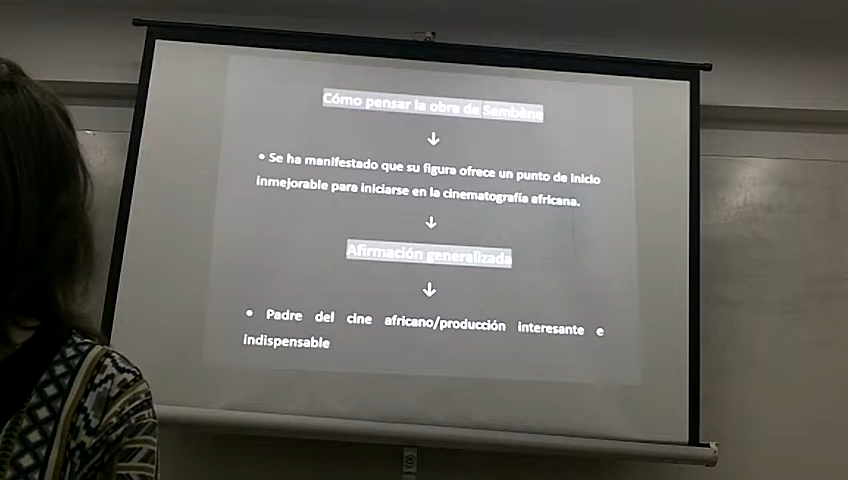 Cómo pensar la obra de Sembène
↓
• Se ha manifestado que su figura ofrece un punto de inicio
inmejorable para iniciarse en la cinematografía africana.
↓
Afirmación generalizada
↓
• Padre del cine africano/producción interesante e
indispensable